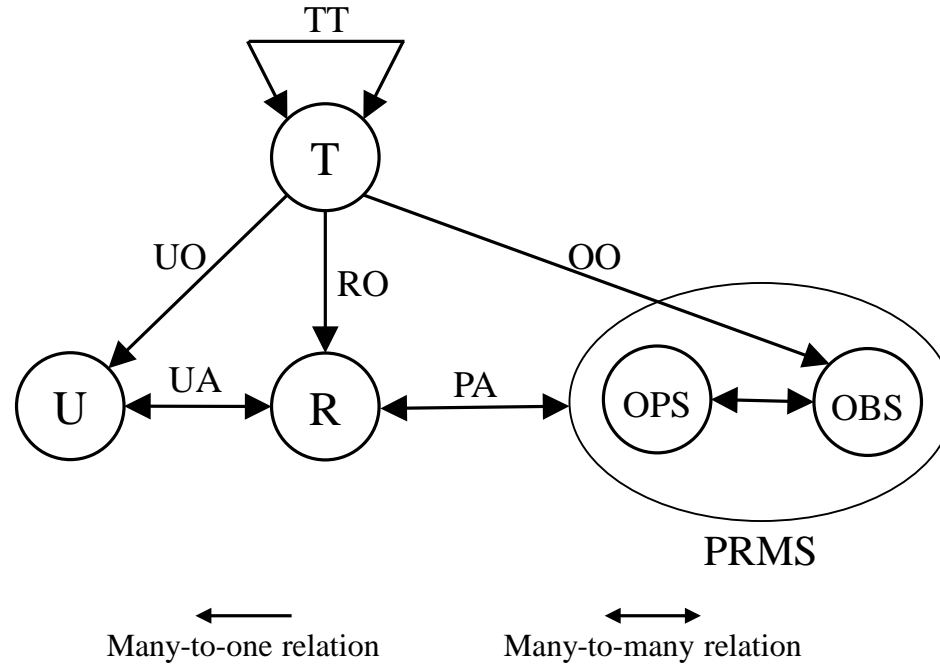 TT
T
UO
RO
OO
U
UA
R
PA
OPS
OBS
PRMS
Many-to-one relation
Many-to-many relation